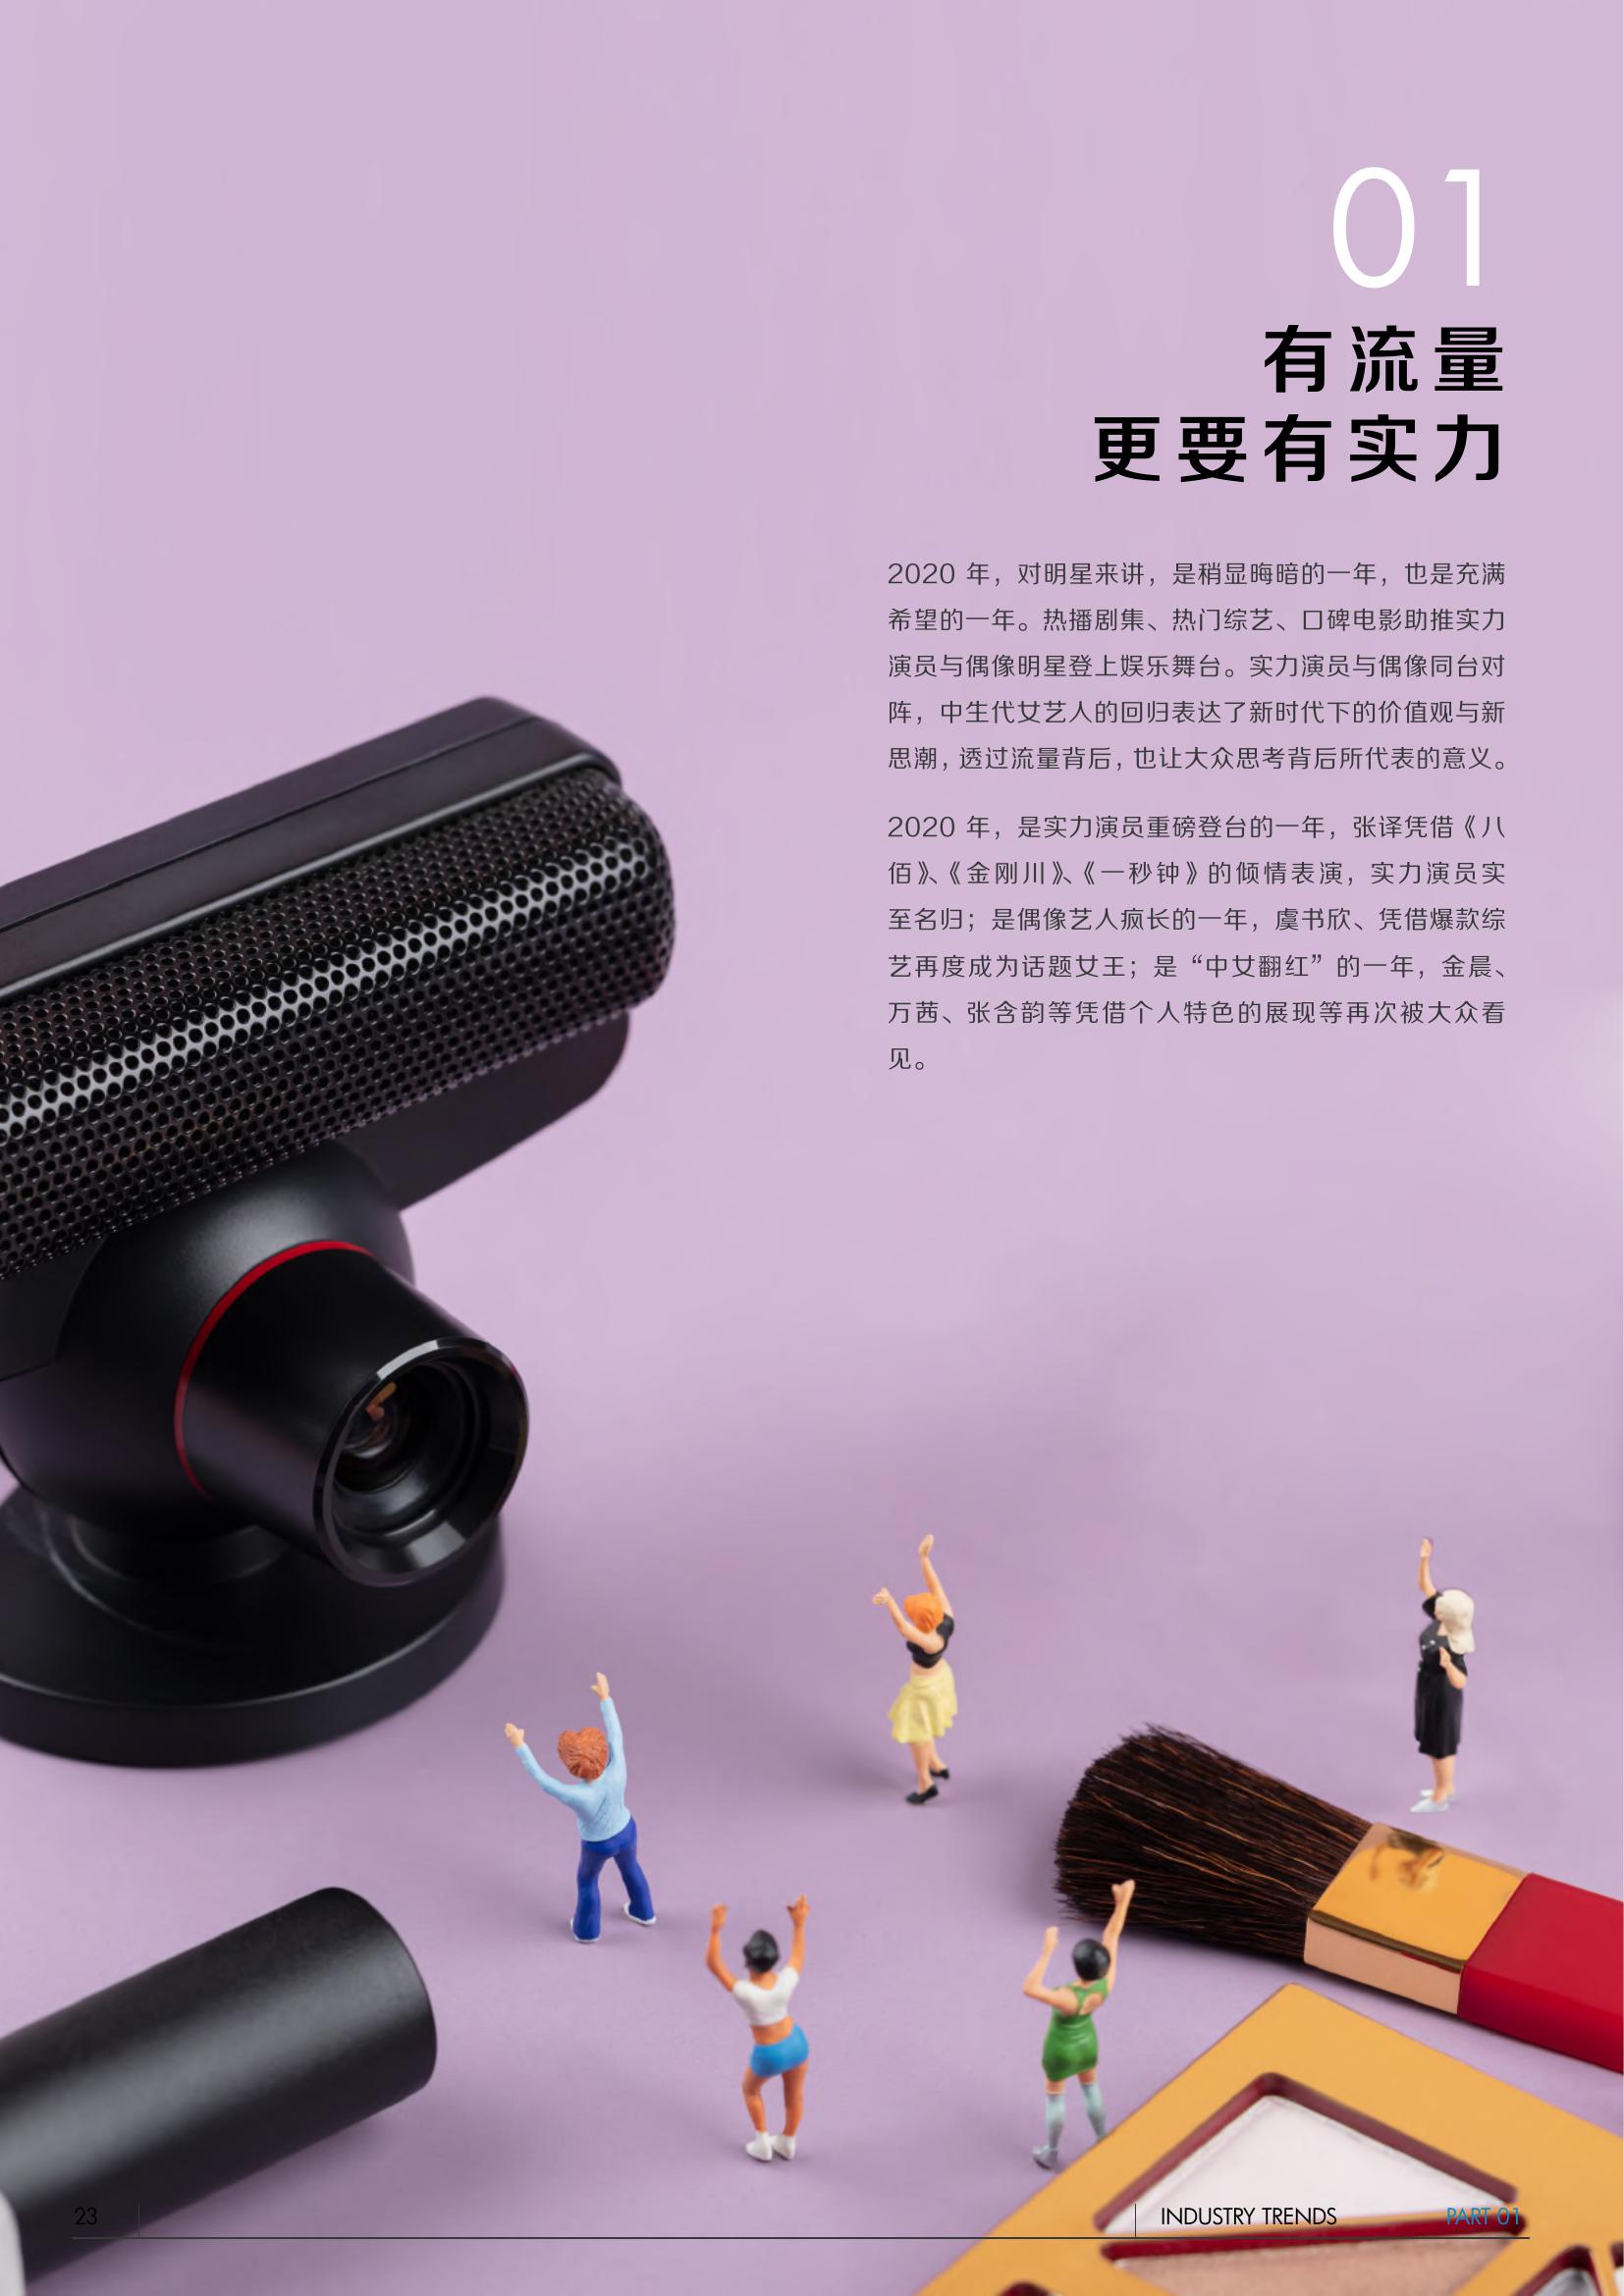 01
有流量
更要有实力
2020 年，对明星来讲，是稍显晦暗的一年，也是充满
希望的一年。热播剧集、热门综艺、口碑电影助推实力
演员与偶像明星登上娱乐舞台。实力演员与偶像同台对
阵，中生代女艺人的回归表达了新时代下的价值观与新
思潮，透过流量背后，也让大众思考背后所代表的意义。
2020 年，是实力演员重磅登台的一年，张译凭借《八
佰》、《金刚川》、《一秒钟》的倾情表演，实力演员实
至名归；是偶像艺人疯长的一年，虞书欣、凭借爆款综
艺再度成为话题女王；是“中女翻红”的一年，金晨、
万茜、张含韵等凭借个人特色的展现等再次被大众看
见。
23
INDUSTRY TRENDS
PART 01